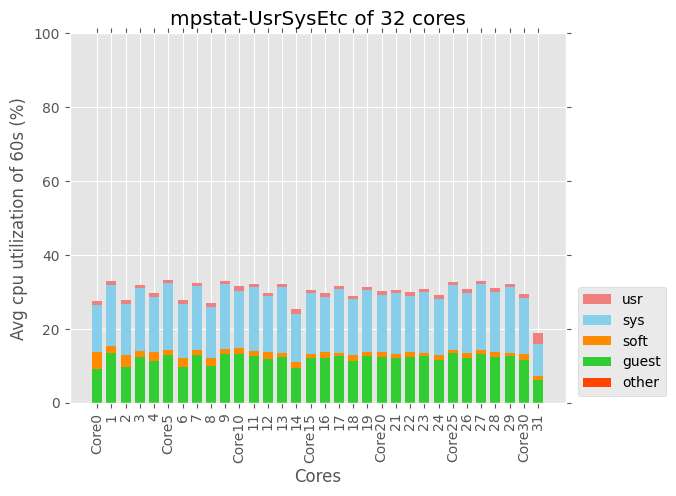 mpstat-UsrSysEtc of 32 cores
100
80
60
40
20
0
Avg cpu utilization of 60s (%)
Core0
1
2
3
4
Core5
6
7
8
9
Core10
11
12
13
14
Core15
16
17
18
19
Core20
21
22
23
24
Core25
26
27
28
29
Core30
31
Cores
usr
sys
soft
guest
other